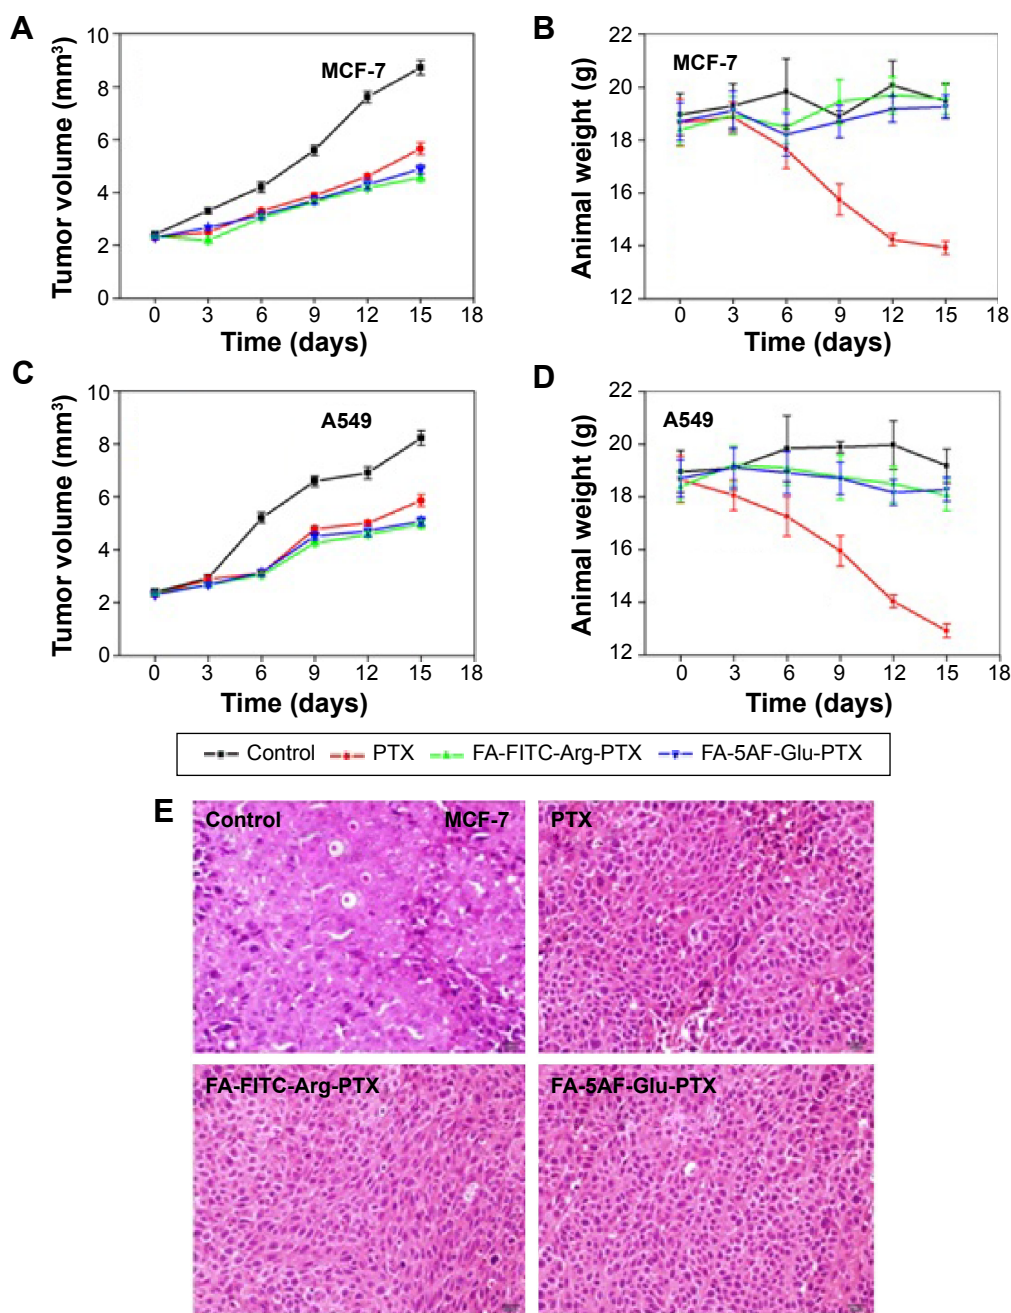 A
Tumor volume (mm³)
10
8
6
4
2
0
MCF-7
0 3 6 9 12 15 18
Time (days)
B
Animal weight (g)
22
20
18
16
14
12
MCF-7
0 3 6 9 12 15 18
Time (days)
C
Tumor volume (mm³)
10
8
6
4
2
0
A549
0 3 6 9 12 15 18
Time (days)
D
Animal weight (g)
22
20
18
16
14
12
A549
0 3 6 9 12 15 18
Time (days)
Control PTX FA-FITC-Arg-PTX FA-5AF-Glu-PTX
E
Control MCF-7
PTX
FA-FITC-Arg-PTX
FA-5AF-Glu-PTX